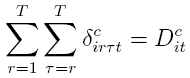 $$\sum_{r=1}^{T} \sum_{\tau=r}^{T} \delta_{ir\tau t}^{c} = D_{it}^{c}$$